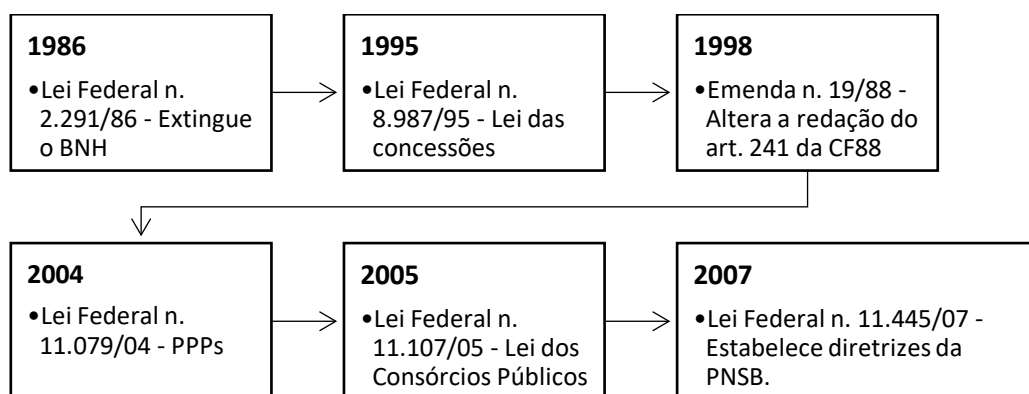 1986
•Lei Federal n.
2.291/86 - Extingue
o BNH
1995
•Lei Federal n.
8.987/95 - Lei das
concessões
1998
•Emenda n. 19/88 -
Altera a redação do
art. 241 da CF88
2004
•Lei Federal n.
11.079/04 - PPPs
2005
•Lei Federal n.
11.107/05 - Lei dos
Consórcios Públicos
2007
•Lei Federal n. 11.445/07 -
Estabelece diretrizes da
PNSB.